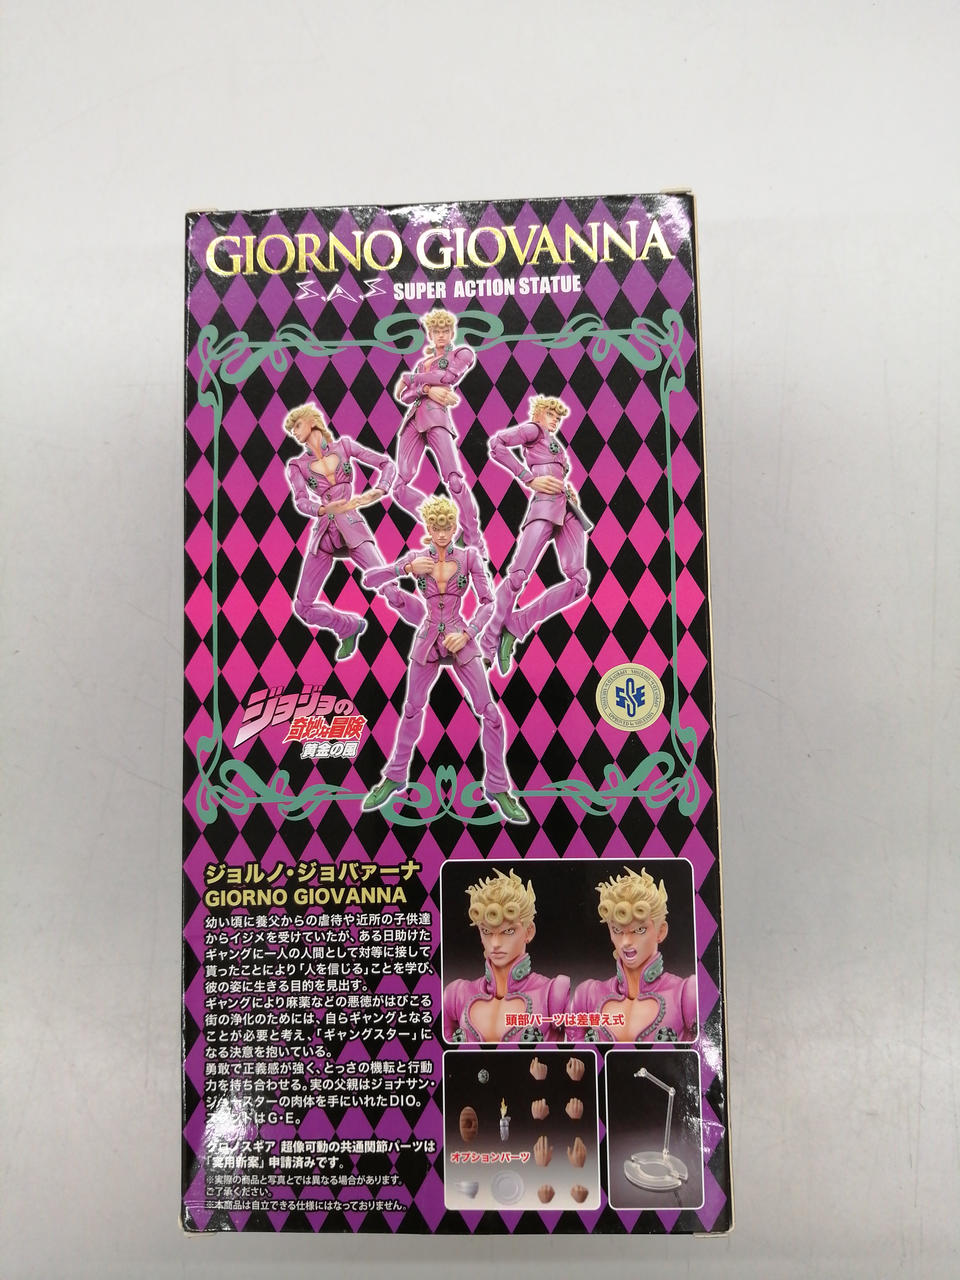 GIORNO GIOVANNA
S.A.S SUPER ACTION STATUE
ジョジョの
奇妙な冒険
黄金の風
ジョルノ・ジョバァーナ
GIORNO GIOVANNA
幼い頃に養父からの虐待や近所の子供達
からイジメを受けていたが、ある日助けた
ギャングに一人の人間として対等に接して
貰ったことにより「人を信じる」ことを学び、
彼の姿に生きる目的を見出す。
ギャングにより麻薬などの悪徳がはびこる
街の浄化のためには、自らギャングとなる
ことが必要と考え、「ギャングスター」に
なる決意を抱いている。
勇敢で正義感が強く、とっさの機転と行動
力を持ち合わせる。実の父親はジョナサン・
ジョースターの肉体を手にいれたDIO。
スタンドはG・E。
クロノスギア 超像可動の共通関節パーツは
「実用新案」申請済みです。
※実際の商品と写真とでは異なる場合があります。
ご了承ください。
※本商品は自立できる仕様にはなっておりません。
頭部パーツは差替え式
オプションパーツ